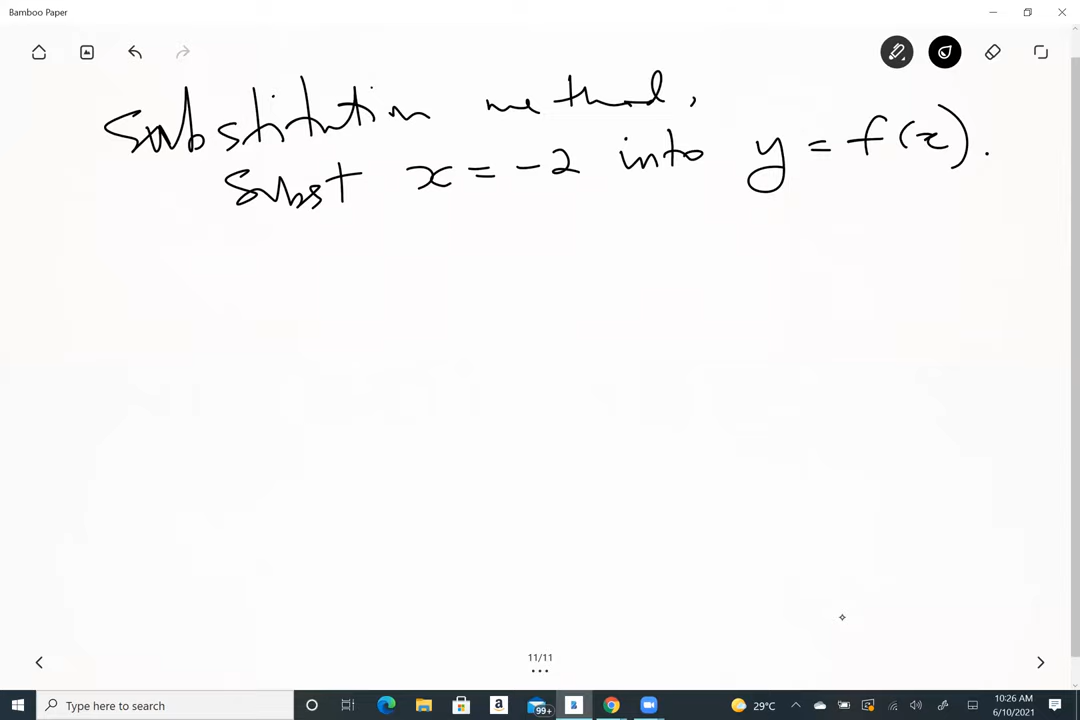 Bamboo Paper
substitution method,
subst x = -2 into y = f(x).
11/11
Type here to search
99+
29°C
10:26 AM
6/10/2021